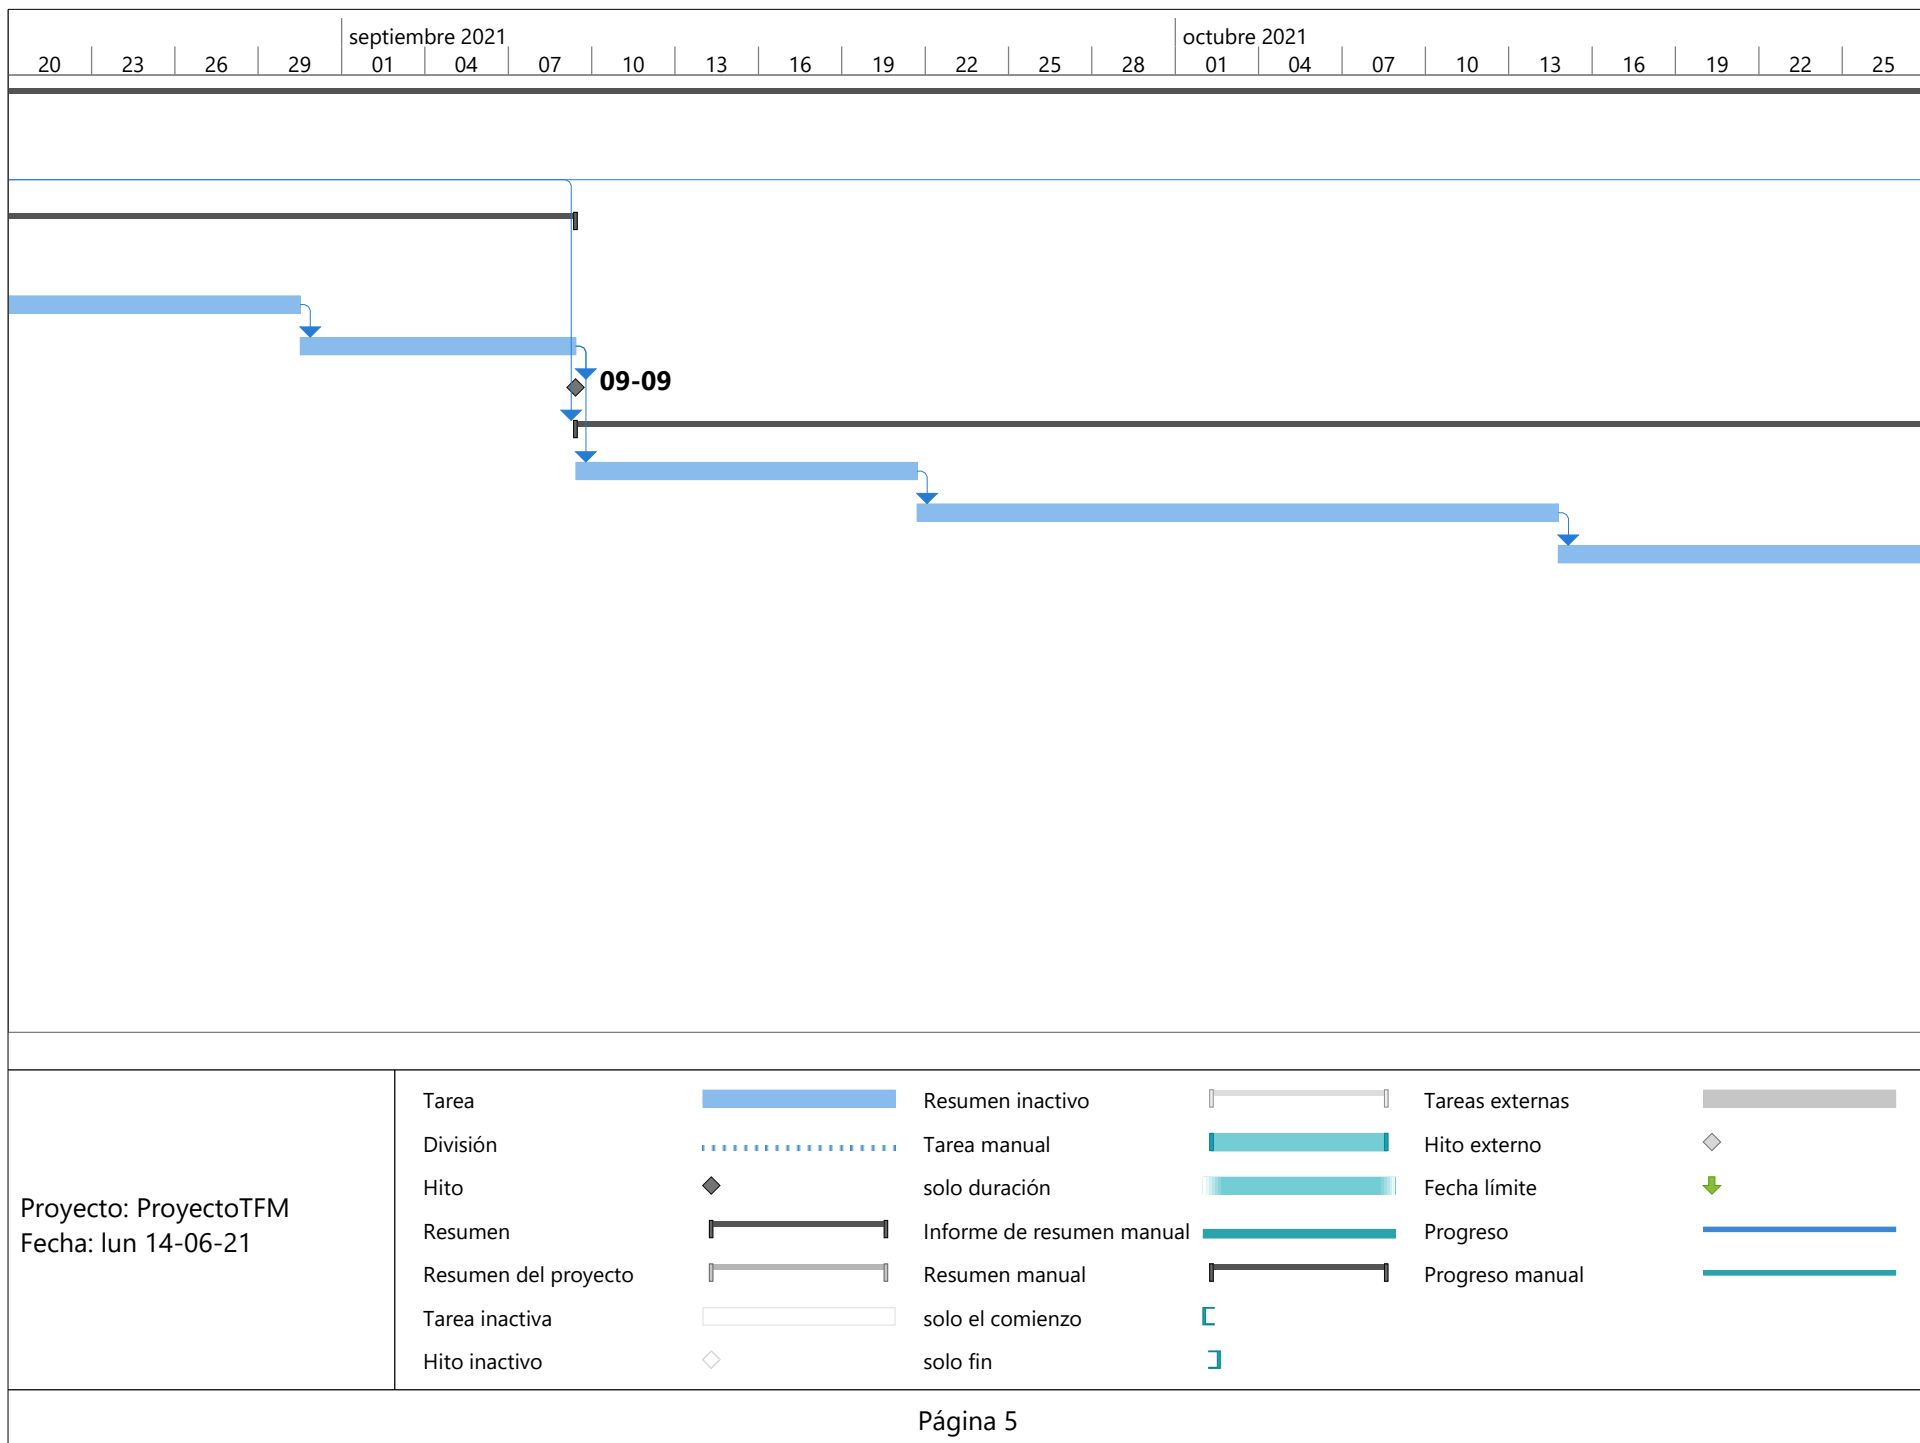 septiembre 2021 octubre 2021
20 23 26 29 01 04 07 10 13 16 19 22 25 28 01 04 07 10 13 16 19 22 25
09-09
Proyecto: ProyectoTFM
Fecha: lun 14-06-21
Tarea
División
Hito
Resumen
Resumen del proyecto
Tarea inactiva
Hito inactivo
Resumen inactivo
Tarea manual
solo duración
Informe de resumen manual
Resumen manual
solo el comienzo
solo fin
Tareas externas
Hito externo
Fecha límite
Progreso
Progreso manual
Página 5